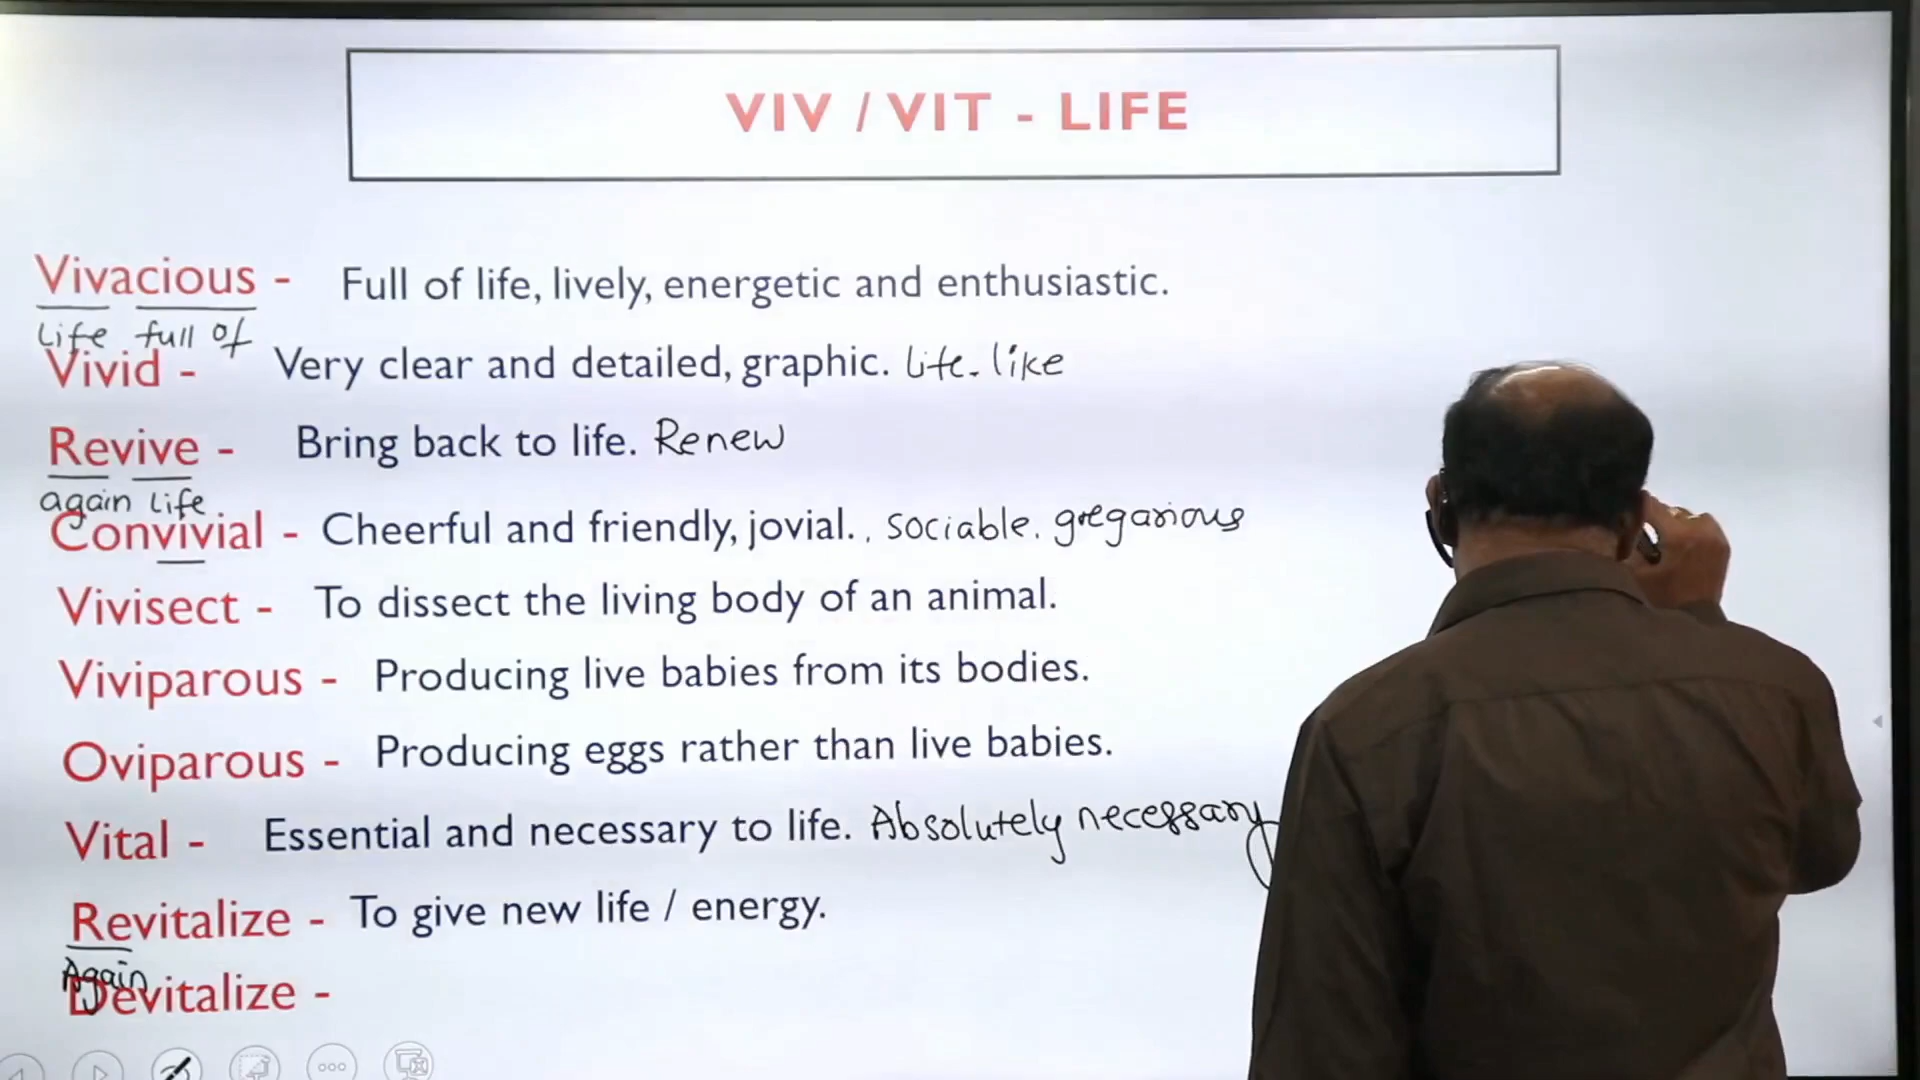 VIV / VIT - LIFE
Vivacious - Full of life, lively, energetic and enthusiastic.
Life full of
Vivid - Very clear and detailed, graphic. Life. like
Revive - Bring back to life. Renew
again Life
Convivial - Cheerful and friendly, jovial. , sociable. gregarious
Vivisect - To dissect the living body of an animal.
Viviparous - Producing live babies from its bodies.
Oviparous - Producing eggs rather than live babies.
Vital - Essential and necessary to life. Absolutely necessary
Revitalize - To give new life / energy.
Again
Devitalize -